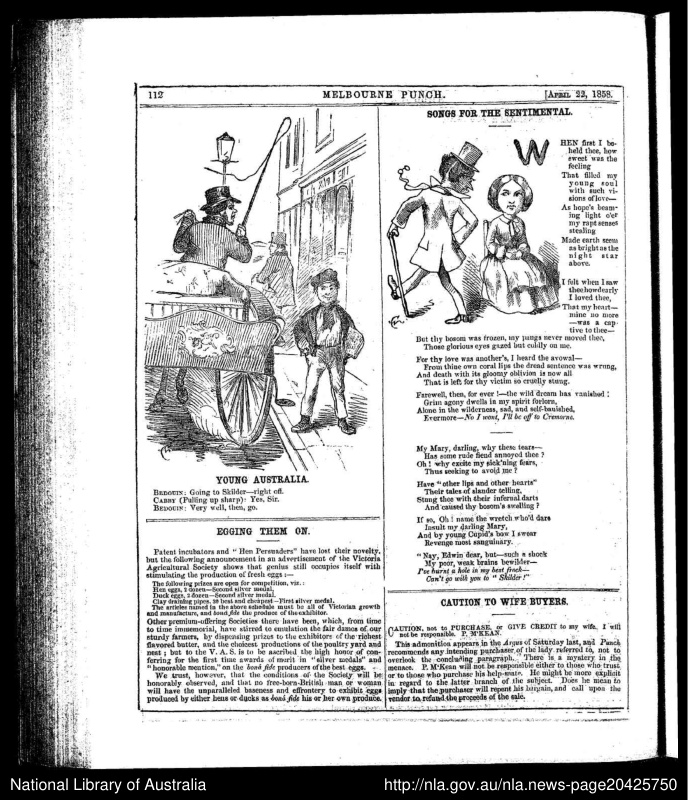 112
MELBOURNE PUNCH.
[APRIL 22, 1858.
YOUNG AUSTRALIA.
BEDOUIN: Going to Skilder—right off.
CABBY (Pulling up sharp): Yes, Sir.
BEDOUIN: Very well, then, go.
EGGING THEM ON.
Patent incubators and "Hen Persuaders" have lost their novelty,
but the following announcement in an advertisement of the Victoria
Agricultural Society shows that genius still occupies itself with
stimulating the production of fresh eggs:—
The following prizes are open for competition, viz.:
Hen eggs, 2 dozen—Second silver medal.
Duck eggs, 2 dozen—Second silver medal.
Clay draining pipes, 50 best and cheapest—First silver medal.
The articles named in the above schedule must be all of Victorian growth
and manufacture, and bonâ fide the produce of the exhibitor.
Other premium-offering Societies there have been, which, from time
to time immemorial, have stirred to emulation the fair dames of our
sturdy farmers, by dispensing prizes to the exhibitors of the richest
flavored butter, and the choicest productions of the poultry yard and
nest; but to the V. A. S. is to be ascribed the high honor of con-
ferring for the first time awards of merit in "silver medals" and
"honorable mention," on the bonâ fide producers of the best eggs.
We trust, however, that the conditions of the Society will be
honorably observed, and that no free-born-British man or woman
will have the unparalleled baseness and effrontery to exhibit eggs
produced by either hens or ducks as bonâ fide his or her own produce.
SONGS FOR THE SENTIMENTAL.
WHEN first I be-
held thee, how
sweet was the
feeling
That filled my
young soul
with such vi-
sions of love—
As hope's beam-
ing light o'er
my rapt senses
stealing
Made earth seem
as bright as the
night star
above.
I felt when I saw
thee how dearly
I loved thee,
That my heart—
mine no more
—was a cap-
tive to thee—
But thy bosom was frozen, my pangs never moved thee,
Those glorious eyes gazed but coldly on me.
For thy love was another's, I heard the avowal—
From thine own coral lips the dread sentence was wrung,
And death with its gloomy oblivion is now all
That is left for thy victim so cruelly stung.
Farewell, then, for ever!—the wild dream has vanished!
Grim agony dwells in my spirit forlorn,
Alone in the wilderness, sad, and self-banished,
Evermore—No I wont, I'll be off to Cremorne.
My Mary, darling, why these tears—
Has some rude fiend annoyed thee?
Oh! why excite my sick'ning fears,
Thus seeking to avoid me?
Have "other lips and other hearts"
Their tales of slander telling,
Stung thee with their infernal darts
And caused thy bosom's swelling?
If so, Oh! name the wretch who'd dare
Insult my darling Mary,
And by young Cupid's bow I swear
Revenge most sanguinary.
"Nay, Edwin dear, but—such a shock
My poor, weak brains bewilder—
I've burnt a hole in my best frock—
Can't go with you to "Skilder!"
CAUTION TO WIFE BUYERS.
CAUTION, not to PURCHASE, or GIVE CREDIT to my wife. I will
not be responsible. P. M'KEAN.
This admonition appears in the Argus of Saturday last, and Punch
recommends any intending purchaser of the lady referred to, not to
overlook the concluding paragraph. There is a mystery in the
menace. P. M'Kean will not be responsible either to those who trust
or to those who purchase his help-mate. He might be more explicit
in regard to the latter branch of the subject. Does he mean to
imply that the purchaser will repent his bargain, and call upon the
vendor to refund the proceeds of the sale.
National Library of Australia
http://nla.gov.au/nla.news-page20425750